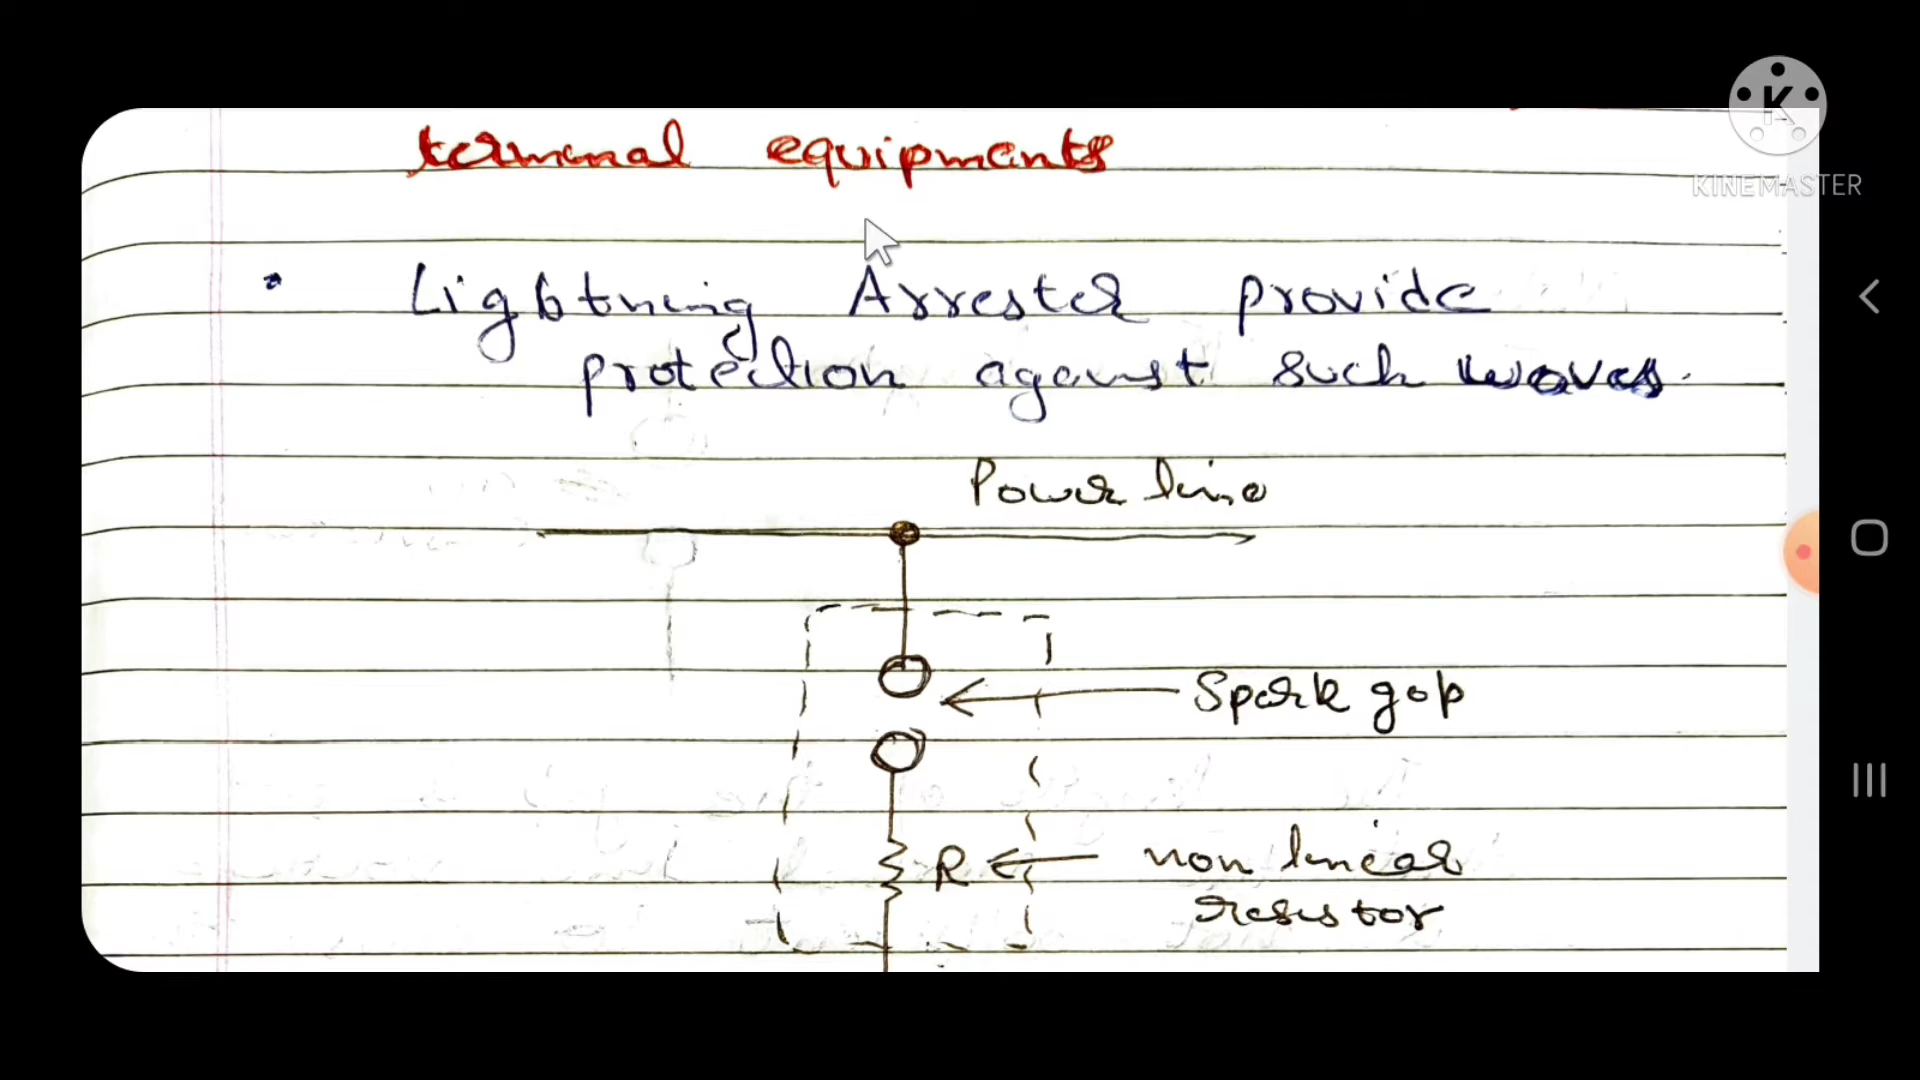 terminal equipments
• Lightning Arrester provide
protection against such waves.
Power line
Spark gap
R
non linear
resistor
K
KINEMASTER